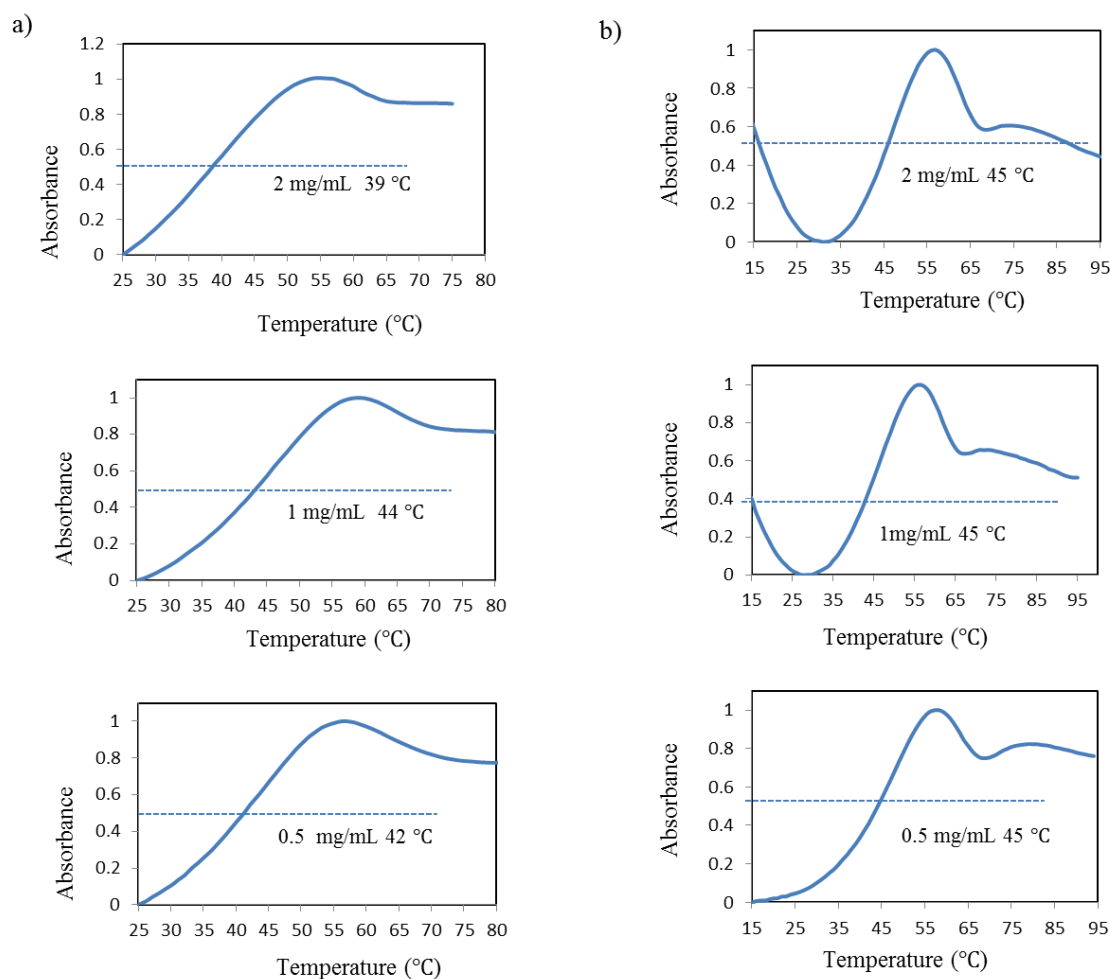 a)
1.2
1
0.8
0.6
0.4
0.2
0
Absorbance
2 mg/mL 39 °C
25 30 35 40 45 50 55 60 65 70 75 80
Temperature (°C)
1
0.8
0.6
0.4
0.2
0
Absorbance
1 mg/mL 44 °C
25 30 35 40 45 50 55 60 65 70 75 80
Temperature (°C)
1
0.8
0.6
0.4
0.2
0
Absorbance
0.5 mg/mL 42 °C
25 30 35 40 45 50 55 60 65 70 75 80
Temperature (°C)
b)
1
0.8
0.6
0.4
0.2
0
Absorbance
2 mg/mL 45 °C
15 25 35 45 55 65 75 85 95
Temperature (°C)
1
0.8
0.6
0.4
0.2
0
Absorbance
1mg/mL 45 °C
15 25 35 45 55 65 75 85 95
Temperature (°C)
1
0.8
0.6
0.4
0.2
0
Absorbance
0.5 mg/mL 45 °C
15 25 35 45 55 65 75 85 95
Temperature (°C)